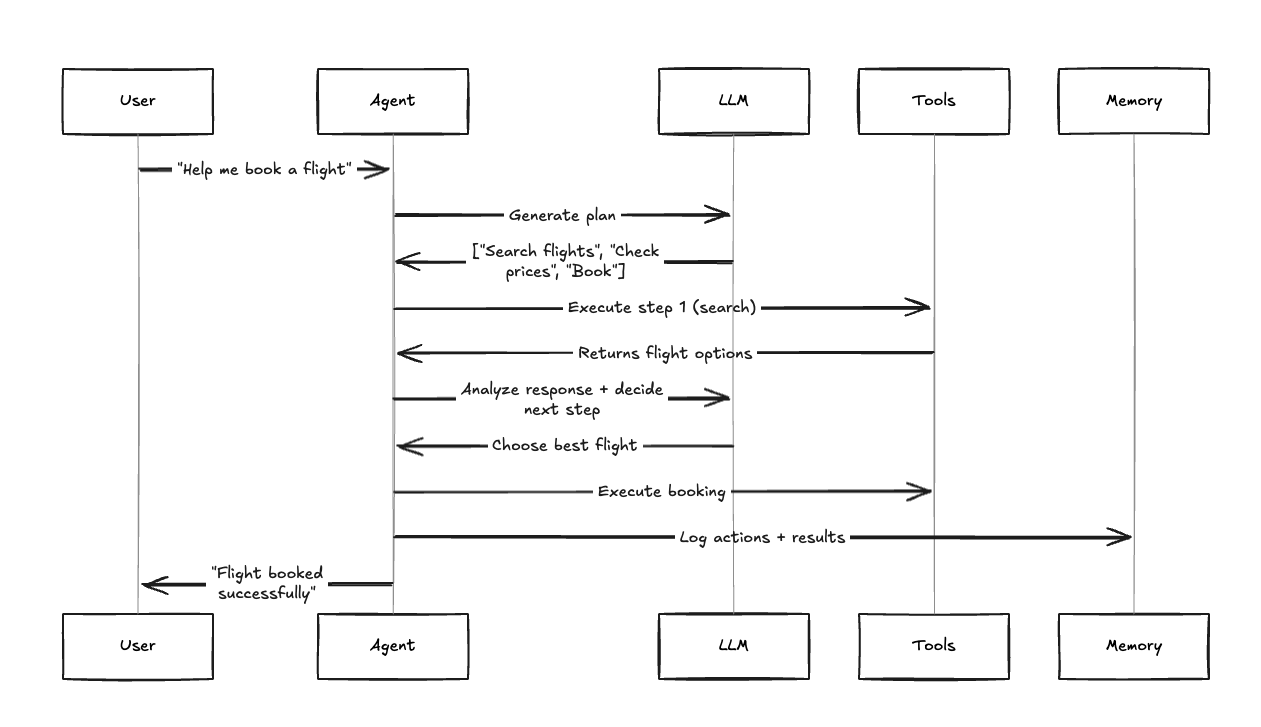 User
Agent
LLM
Tools
Memory
"Help me book a flight"
Generate plan
["Search flights", "Check
prices", "Book"]
Execute step 1 (search)
Returns flight options
Analyze response + decide
next step
Choose best flight
Execute booking
Log actions + results
"Flight booked
successfully"
User
Agent
LLM
Tools
Memory